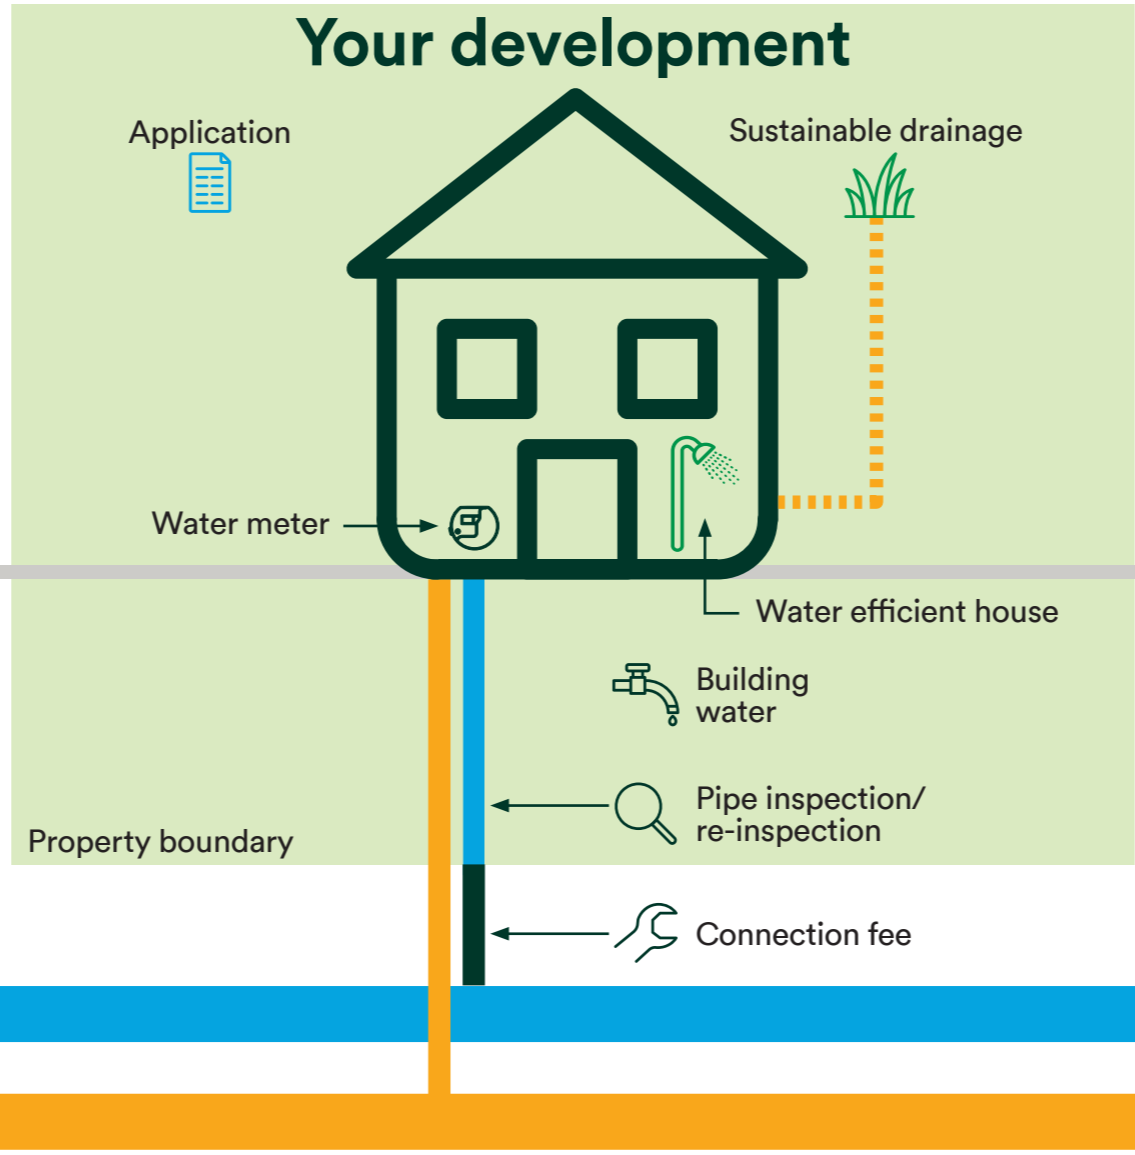 Your development
Application
Sustainable drainage
Water meter
Water efficient house
Building
water
Pipe inspection/
re-inspection
Property boundary
Connection fee